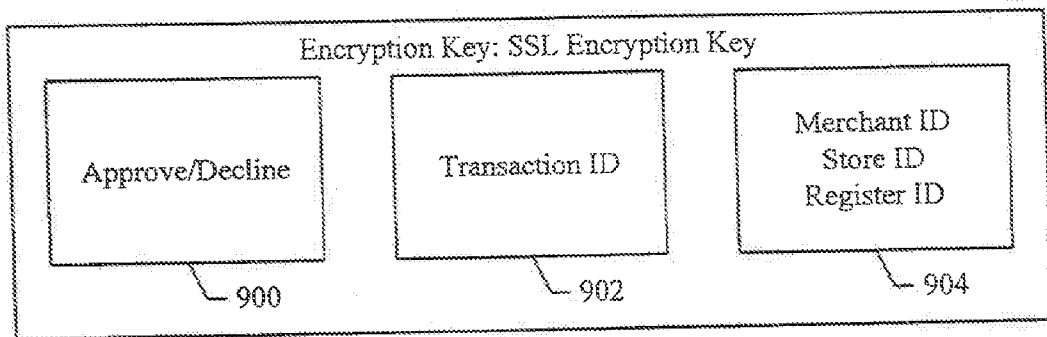 Encryption Key: SSL Encryption Key
Approve/Decline
Transaction ID
Merchant ID
Store ID
Register ID
900
902
904